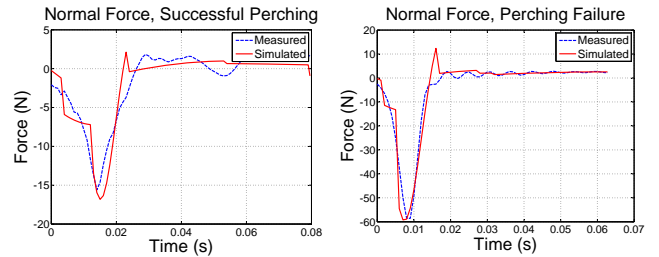 Normal Force, Successful Perching
5
0
-5
-10
-15
-20
Force (N)
0
0.02
0.04
0.06
0.08
Time (s)
Measured
Simulated
Normal Force, Perching Failure
20
10
0
-10
-20
-30
-40
-50
-60
Force (N)
0
0.01
0.02
0.03
0.04
0.05
0.06
0.07
Time (s)
Measured
Simulated